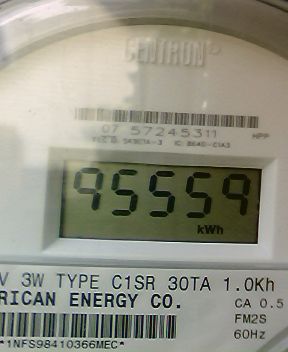 CENTRON
07 57245311
HPP
95559
kWh
V 3W TYPE C1SR 30TA 1.0Kh
RICAN ENERGY CO.
CA 0.5
FM2S
60Hz
*1NFS98410366MEC*